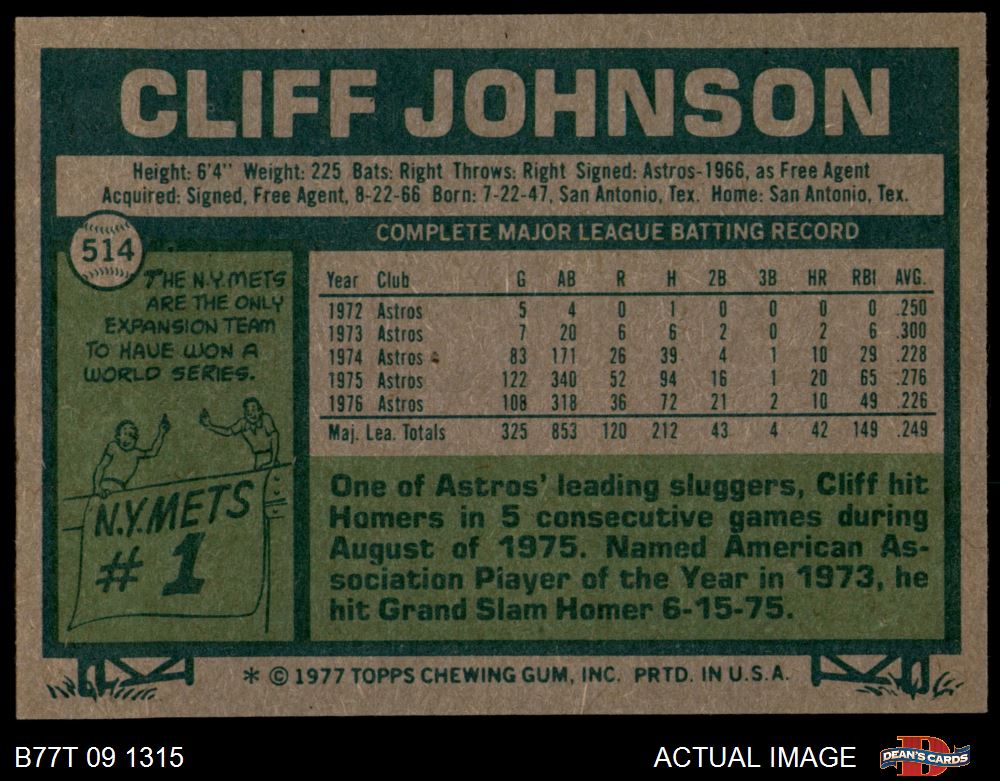 CLIFF JOHNSON
Height: 6'4" Weight: 225 Bats: Right Throws: Right Signed: Astros-1966, as Free Agent
Acquired: Signed, Free Agent, 8-22-66 Born: 7-22-47, San Antonio, Tex. Home: San Antonio, Tex.
514
THE N.Y. METS
ARE THE ONLY
EXPANSION TEAM
TO HAVE WON A
WORLD SERIES.
N.Y. METS
# 1
COMPLETE MAJOR LEAGUE BATTING RECORD
Year Club G AB R H 2B 3B HR RBI AVG.
1972 Astros 5 4 0 1 0 0 0 0 .250
1973 Astros 7 20 6 6 2 0 2 6 .300
1974 Astros 83 171 26 39 4 1 10 29 .228
1975 Astros 122 340 52 94 16 1 20 65 .276
1976 Astros 108 318 36 72 21 2 10 49 .226
Maj. Lea. Totals 325 853 120 212 43 4 42 149 .249
One of Astros' leading sluggers, Cliff hit
Homers in 5 consecutive games during
August of 1975. Named American As-
sociation Player of the Year in 1973, he
hit Grand Slam Homer 6-15-75.
* © 1977 TOPPS CHEWING GUM, INC. PRTD. IN U.S.A.
B77T 09 1315
ACTUAL IMAGE
DEAN'S CARDS